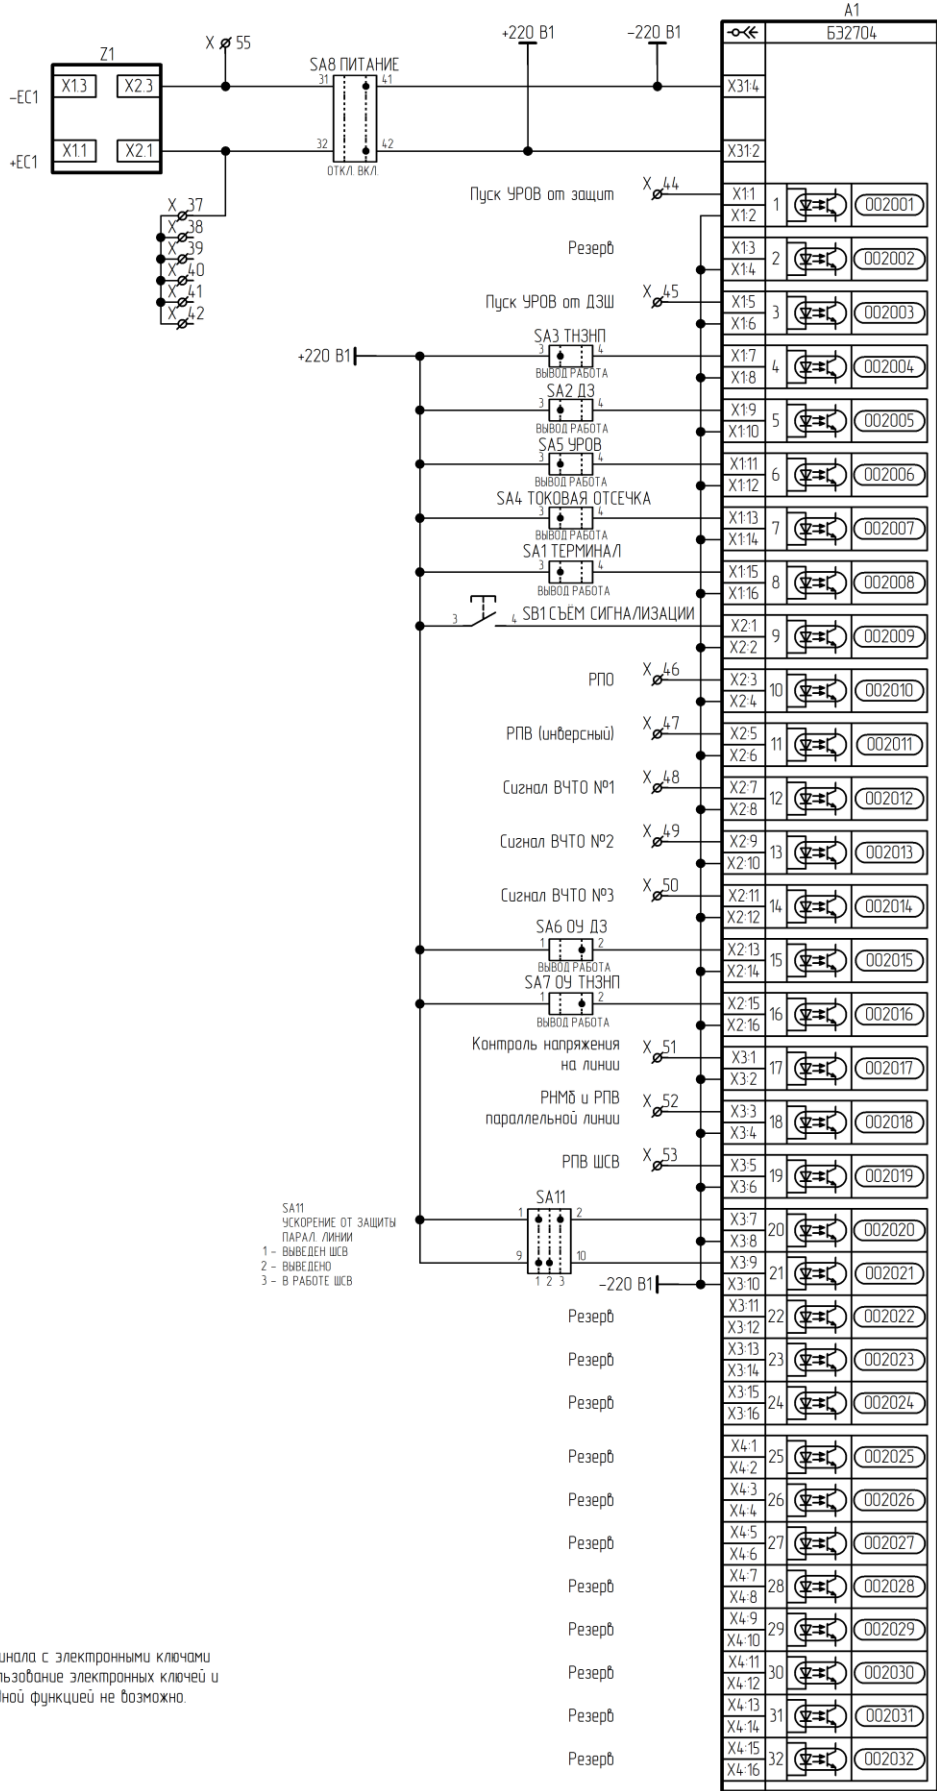 A1
БЭ2704
Z1
X 55
+220 В1
-220 В1
SA8 ПИТАНИЕ
-ЕС1
X1.3
X2.3
31
41
X31:4
+ЕС1
X1.1
X2.1
32
42
X31:2
ОТКЛ. ВКЛ.
X 37
X 38
X 39
X 40
X 41
X 42
Пуск УРОВ от защит
X 44
X1:1
X1:2
1
002001
Резерв
X1:3
X1:4
2
002002
Пуск УРОВ от ДЗШ
X 45
X1:5
X1:6
3
002003
+220 В1
SA3 ТНЗНП
3
4
ВЫВОД РАБОТА
X1:7
X1:8
4
002004
SA2 ДЗ
3
4
ВЫВОД РАБОТА
X1:9
X1:10
5
002005
SA5 УРОВ
3
4
ВЫВОД РАБОТА
X1:11
X1:12
6
002006
SA4 ТОКОВАЯ ОТСЕЧКА
3
4
ВЫВОД РАБОТА
X1:13
X1:14
7
002007
SA1 ТЕРМИНАЛ
3
4
ВЫВОД РАБОТА
X1:15
X1:16
8
002008
3
4
SB1 СЪЁМ СИГНАЛИЗАЦИИ
X2:1
X2:2
9
002009
РПО
X 46
X2:3
X2:4
10
002010
РПВ (инверсный)
X 47
X2:5
X2:6
11
002011
Сигнал ВЧТО №1
X 48
X2:7
X2:8
12
002012
Сигнал ВЧТО №2
X 49
X2:9
X2:10
13
002013
Сигнал ВЧТО №3
X 50
X2:11
X2:12
14
002014
SA6 ОУ ДЗ
1
2
ВЫВОД РАБОТА
X2:13
X2:14
15
002015
SA7 ОУ ТНЗНП
1
2
ВЫВОД РАБОТА
X2:15
X2:16
16
002016
Контроль напряжения
на линии
X 51
X3:1
X3:2
17
002017
РНМб и РПВ
параллельной линии
X 52
X3:3
X3:4
18
002018
РПВ ШСВ
X 53
X3:5
X3:6
19
002019
SA11
УСКОРЕНИЕ ОТ ЗАЩИТЫ
ПАРАЛ. ЛИНИИ
1 - ВЫВЕДЕН ШСВ
2 - ВЫВЕДЕНО
3 - В РАБОТЕ ШСВ
SA11
1
2
9
10
1 2 3
X3:7
X3:8
20
002020
-220 В1
X3:9
X3:10
21
002021
Резерв
X3:11
X3:12
22
002022
Резерв
X3:13
X3:14
23
002023
Резерв
X3:15
X3:16
24
002024
Резерв
X4:1
X4:2
25
002025
Резерв
X4:3
X4:4
26
002026
Резерв
X4:5
X4:6
27
002027
Резерв
X4:7
X4:8
28
002028
Резерв
X4:9
X4:10
29
002029
Резерв
X4:11
X4:12
30
002030
Резерв
X4:13
X4:14
31
002031
Резерв
X4:15
X4:16
32
002032
инала с электронными ключами
льзование электронных ключей и
ной функцией не возможно.